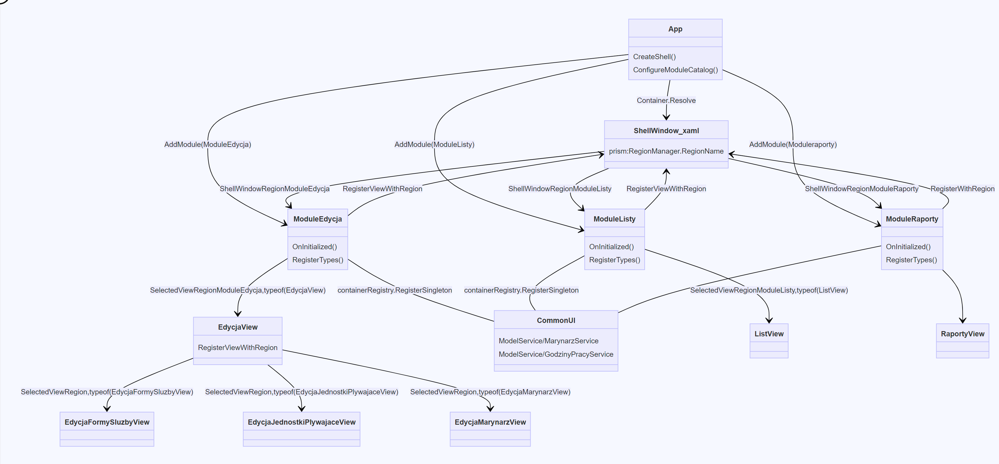 App
CreateShell()
ConfigureModuleCatalog()
Container.Resolve
ShellWindow_xaml
prism:RegionManager.RegionName
AddModule(ModuleEdycja)
AddModule(ModuleListy)
AddModule(Moduleraporty)
ShellWindowRegionModuleEdycja
RegisterViewWithRegion
ShellWindowRegionModuleListy
RegisterViewWithRegion
ShellWindowRegionModuleRaporty
RegisterWithRegion
ModuleEdycja
OnInitialized()
RegisterTypes()
ModuleListy
OnInitialized()
RegisterTypes()
ModuleRaporty
OnInitialized()
RegisterTypes()
SelectedViewRegionModuleEdycja,typeof(EdycjaView)
containerRegistry.RegisterSingleton
containerRegistry.RegisterSingleton
SelectedViewRegionModuleListy,typeof(ListView)
EdycjaView
RegisterViewWithRegion
CommonUI
ModelService/MarynarzService
ModelService/GodzinyPracyService
ListView
RaportyView
SelectedViewRegion,typeof(EdycjaFormySluzbyView)
SelectedViewRegion,typeof(EdycjaJednostkiPlywajaceView)
SelectedViewRegion,typeof(EdycjaMarynarzView)
EdycjaFormySluzbyView
EdycjaJednostkiPlywajaceView
EdycjaMarynarzView